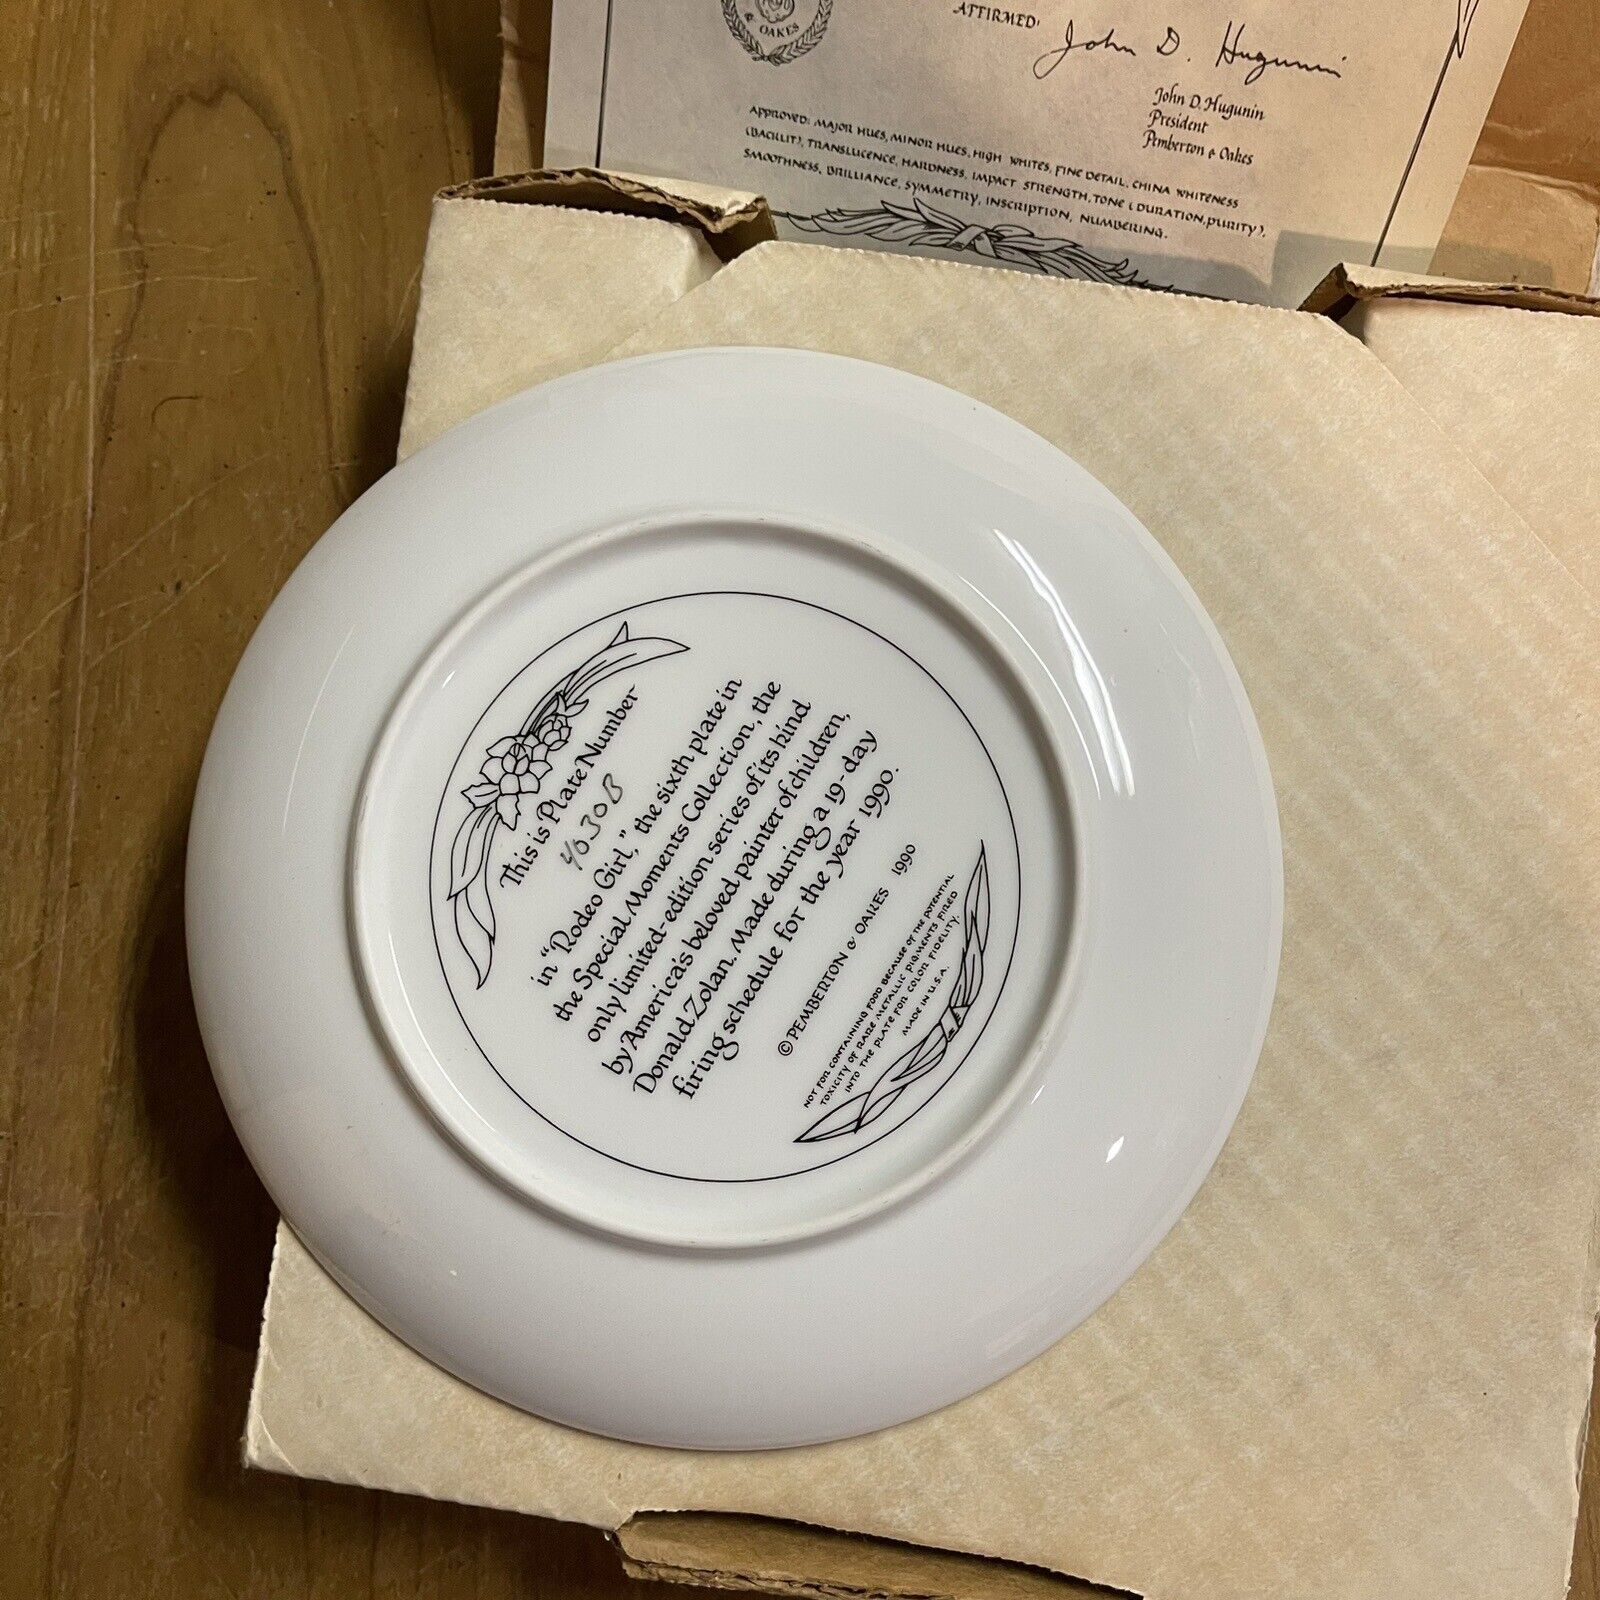 & OAKES
AFFIRMED:
John D. Hugunin
John D. Hugunin
President
Pemberton & Oakes
APPROVED: MAJOR HUES, MINOR HUES, HIGH WHITES, FINE DETAIL, CHINA WHITENESS
(BACKLIT), TRANSLUCENCE, HARDNESS, IMPACT STRENGTH, TONE (DURATION, PURITY),
SMOOTHNESS, BRILLIANCE, SYMMETRY, INSCRIPTION, NUMBERING.
This is Plate Number
4030B
in "Rodeo Girl," the sixth plate in
the Special Moments Collection, the
only limited-edition series of its kind
by America's beloved painter of children,
Donald Zolan. Made during a 19-day
firing schedule for the year 1990.
© PEMBERTON & OAKES 1990
NOT FOR CONTAINING FOOD BECAUSE OF THE POTENTIAL
TOXICITY OF RARE METALLIC PIGMENTS FIRED
INTO THE PLATE FOR COLOR FIDELITY.
MADE IN U.S.A.